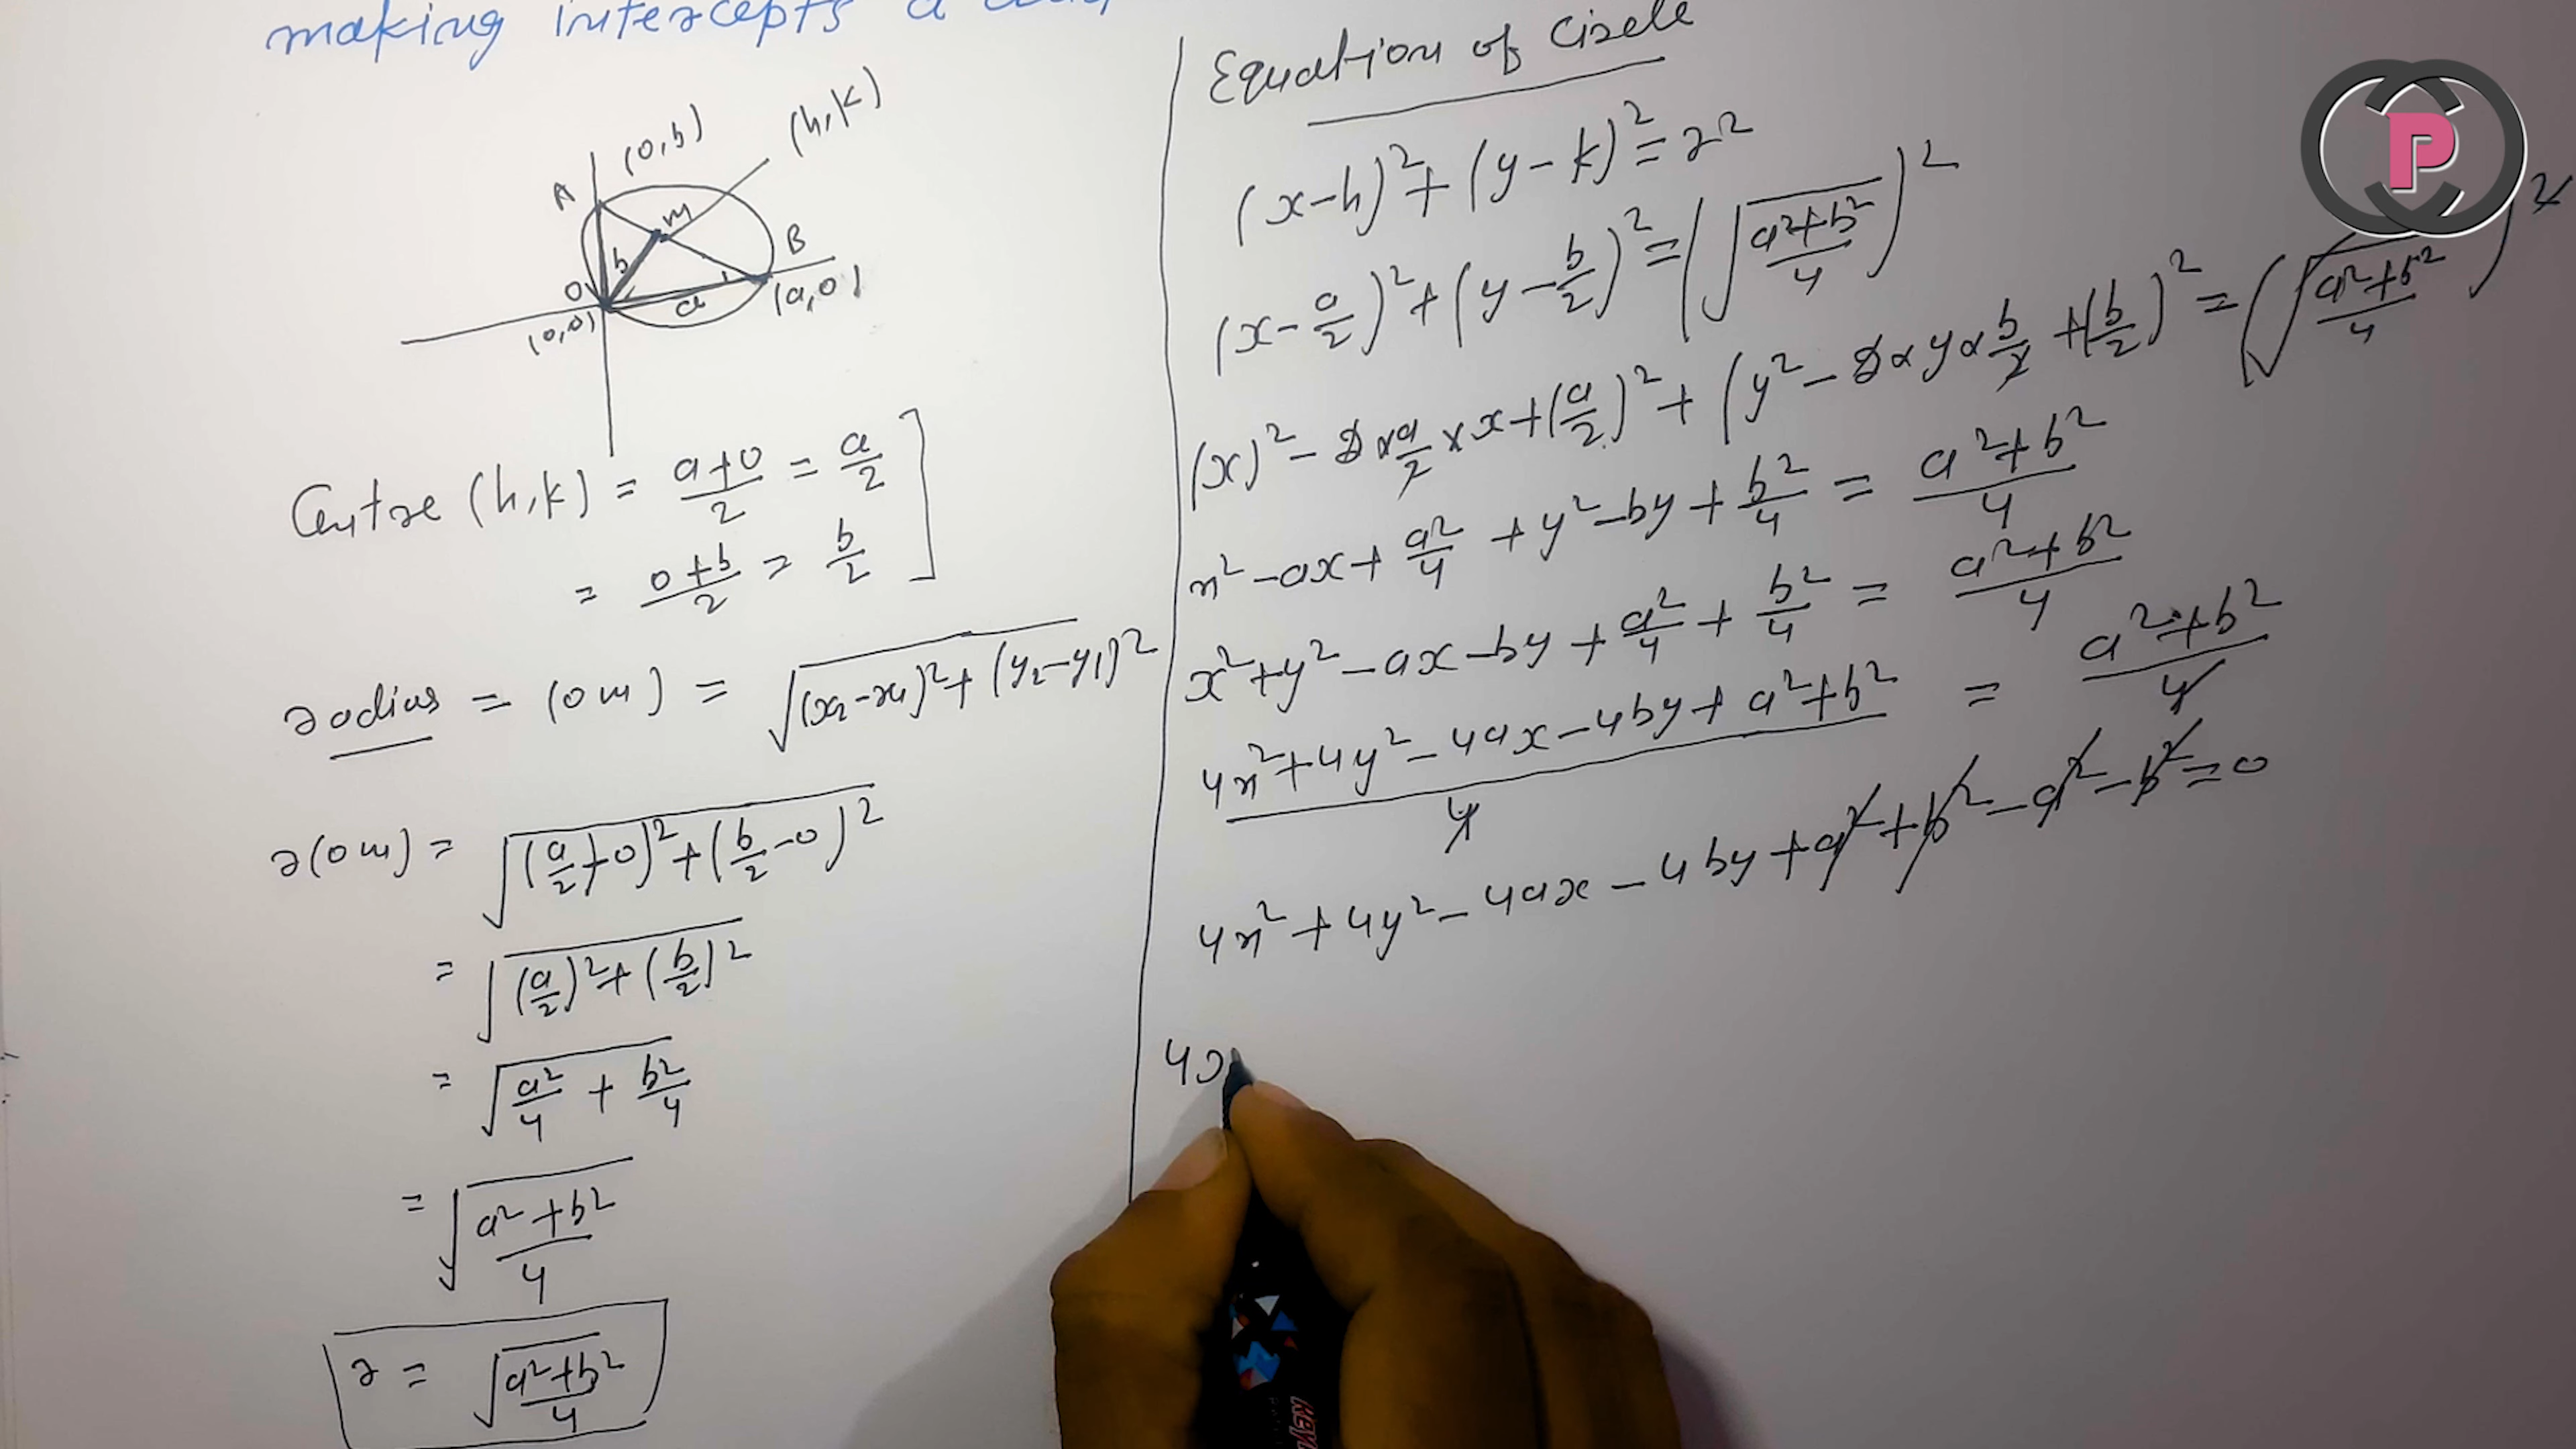 making intercepts a and
(0,b)
(h,k)
A
m
B
b
O
a
(a,0)
(0,0)
Centre (h,k) = a+0/2 = a/2
= 0+b/2 = b/2
radius = (om) = √(x2-x1)²+(y2-y1)²
r(om) = √(a/2-0)²+(b/2-0)²
= √(a/2)²+(b/2)²
= √a²/4 + b²/4
= √a²+b²/4
r = √a²+b²/4
Equation of Circle
(x-h)²+(y-k)²=r²
(x-a/2)²+(y-b/2)²=(√a²+b²/4)²
(x)²-2×a/2×x+(a/2)²+(y²-2×y×b/2+(b/2)²=(√a²+b²/4)²
x²-ax+a²/4+y²-by+b²/4=a²+b²/4
x²+y²-ax-by+a²/4+b²/4=a²+b²/4
4x²+4y²-4ax-4by+a²+b²/4=a²+b²/4
4x²+4y²-4ax-4by+a²+b²-a²-b²=0
4
P
Key